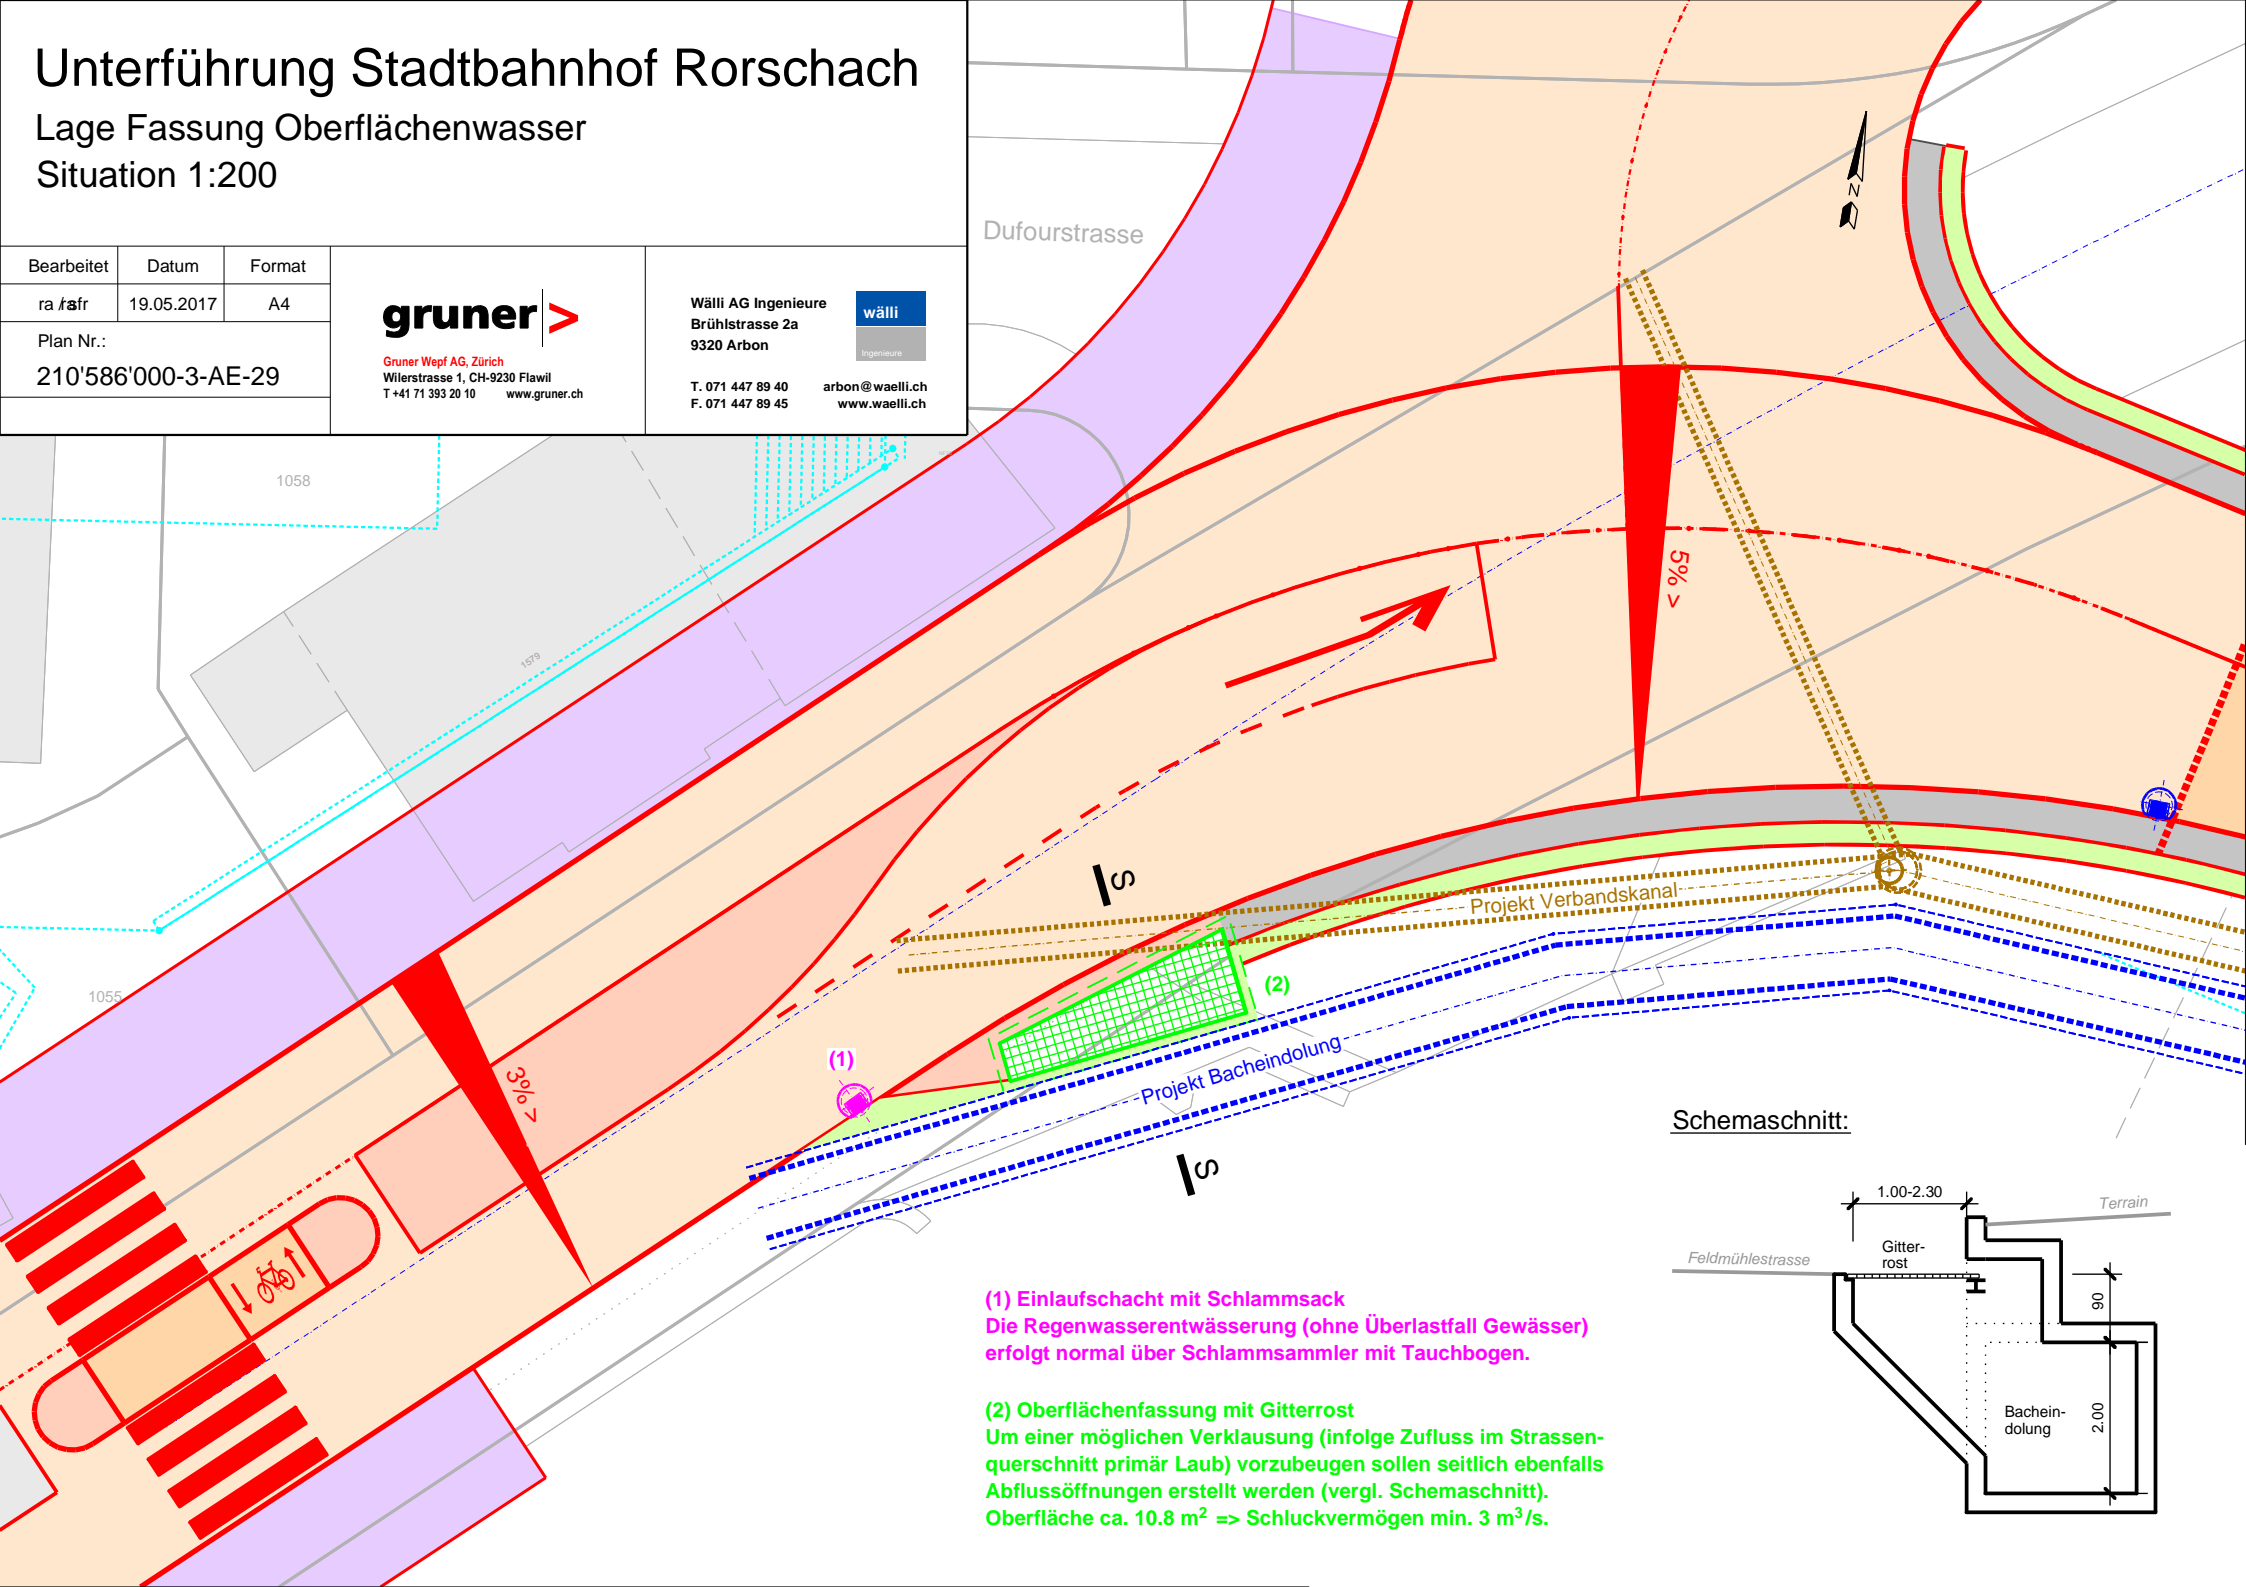 Unterführung Stadtbahnhof Rorschach
Lage Fassung Oberflächenwasser
Situation 1:200
Bearbeitet Datum Format
19.05.2017 A4
Plan Nr.:
210'586'000-3-AE-29
gruner>
Gruner Wepf AG, Zürich
Wilerstrasse 1, CH-9230 Flawil
T +41 71 393 20 10 www.gruner.ch
Wälli AG Ingenieure
Brühlstrasse 2a
9320 Arbon
wälli
Ingenieure
T. 071 447 89 40 arbon@waelli.ch
F. 071 447 89 45 www.waelli.ch
Dufourstrasse
N
1058
1579
1055
5% >
3% >
S
S
Projekt Verbandskanal
Projekt Bacheindolung
(1)
(2)
Schemaschnitt:
1.00-2.30
Terrain
Feldmühlestrasse
Gitter-
rost
90
2.00
Bachein-
dolung
(1) Einlaufschacht mit Schlammsack
Die Regenwasserentwässerung (ohne Überlastfall Gewässer)
erfolgt normal über Schlammsammler mit Tauchbogen.
(2) Oberflächenfassung mit Gitterrost
Um einer möglichen Verklausung (infolge Zufluss im Strassen-
querschnitt primär Laub) vorzubeugen sollen seitlich ebenfalls
Abflussöffnungen erstellt werden (vergl. Schemaschnitt).
Oberfläche ca. 10.8 m² => Schluckvermögen min. 3 m³/s.